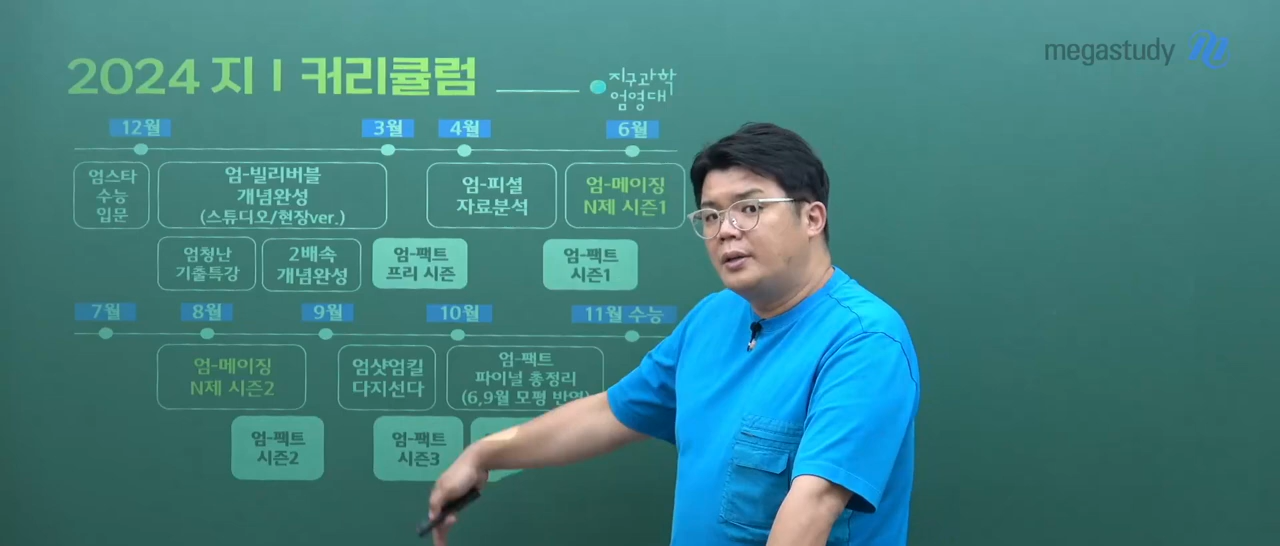 megastudy
2024 지 I 커리큘럼
지구과학
엄영대
12월
3월
4월
6월
엄스타
수능
입문
엄-빌리버블
개념완성
(스튜디오/현장ver.)
엄-피셜
자료분석
엄-메이징
N제 시즌1
엄청난
기출특강
2배속
개념완성
엄-팩트
프리 시즌
엄-팩트
시즌1
7월
8월
9월
10월
11월 수능
엄-메이징
N제 시즌2
엄샷엄킬
다지선다
엄-팩트
파이널 총정리
(6,9월 모평 반영)
엄-팩트
시즌2
엄-팩트
시즌3